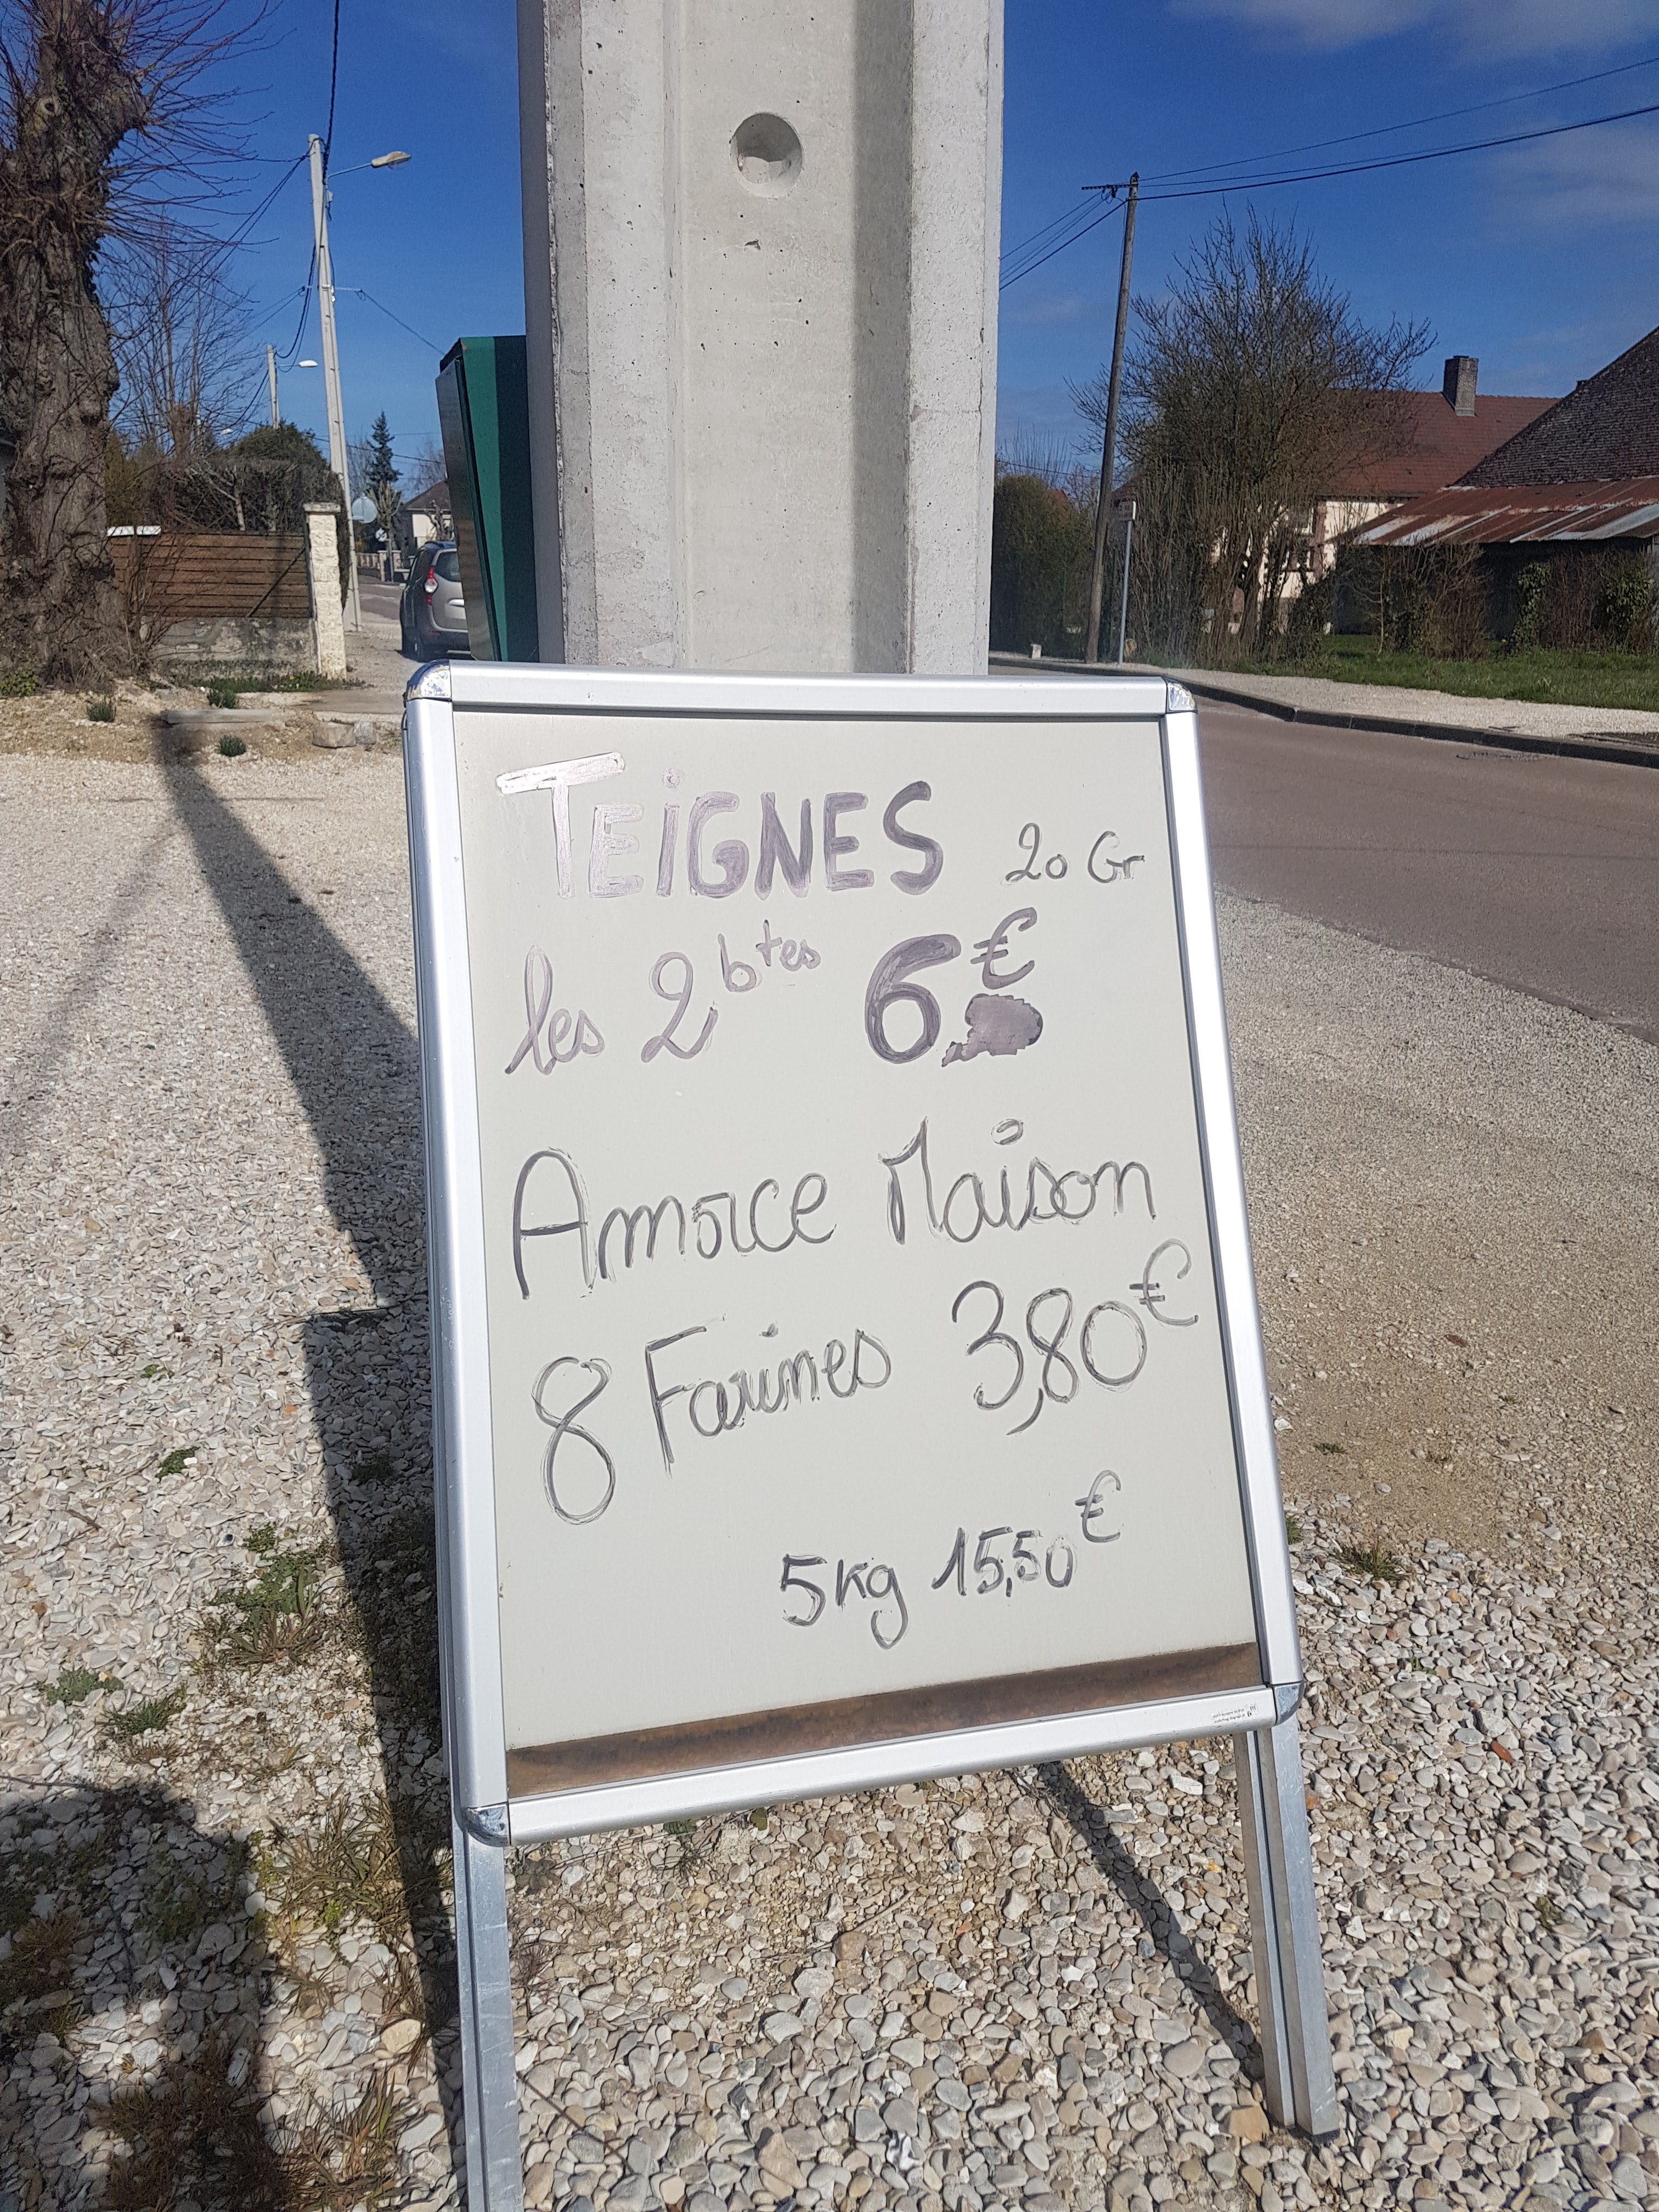 TEIGNES 20 Gr
les 2 btes 6€
Amorce Maison
8 Farines 3,80€
5kg 15,50€